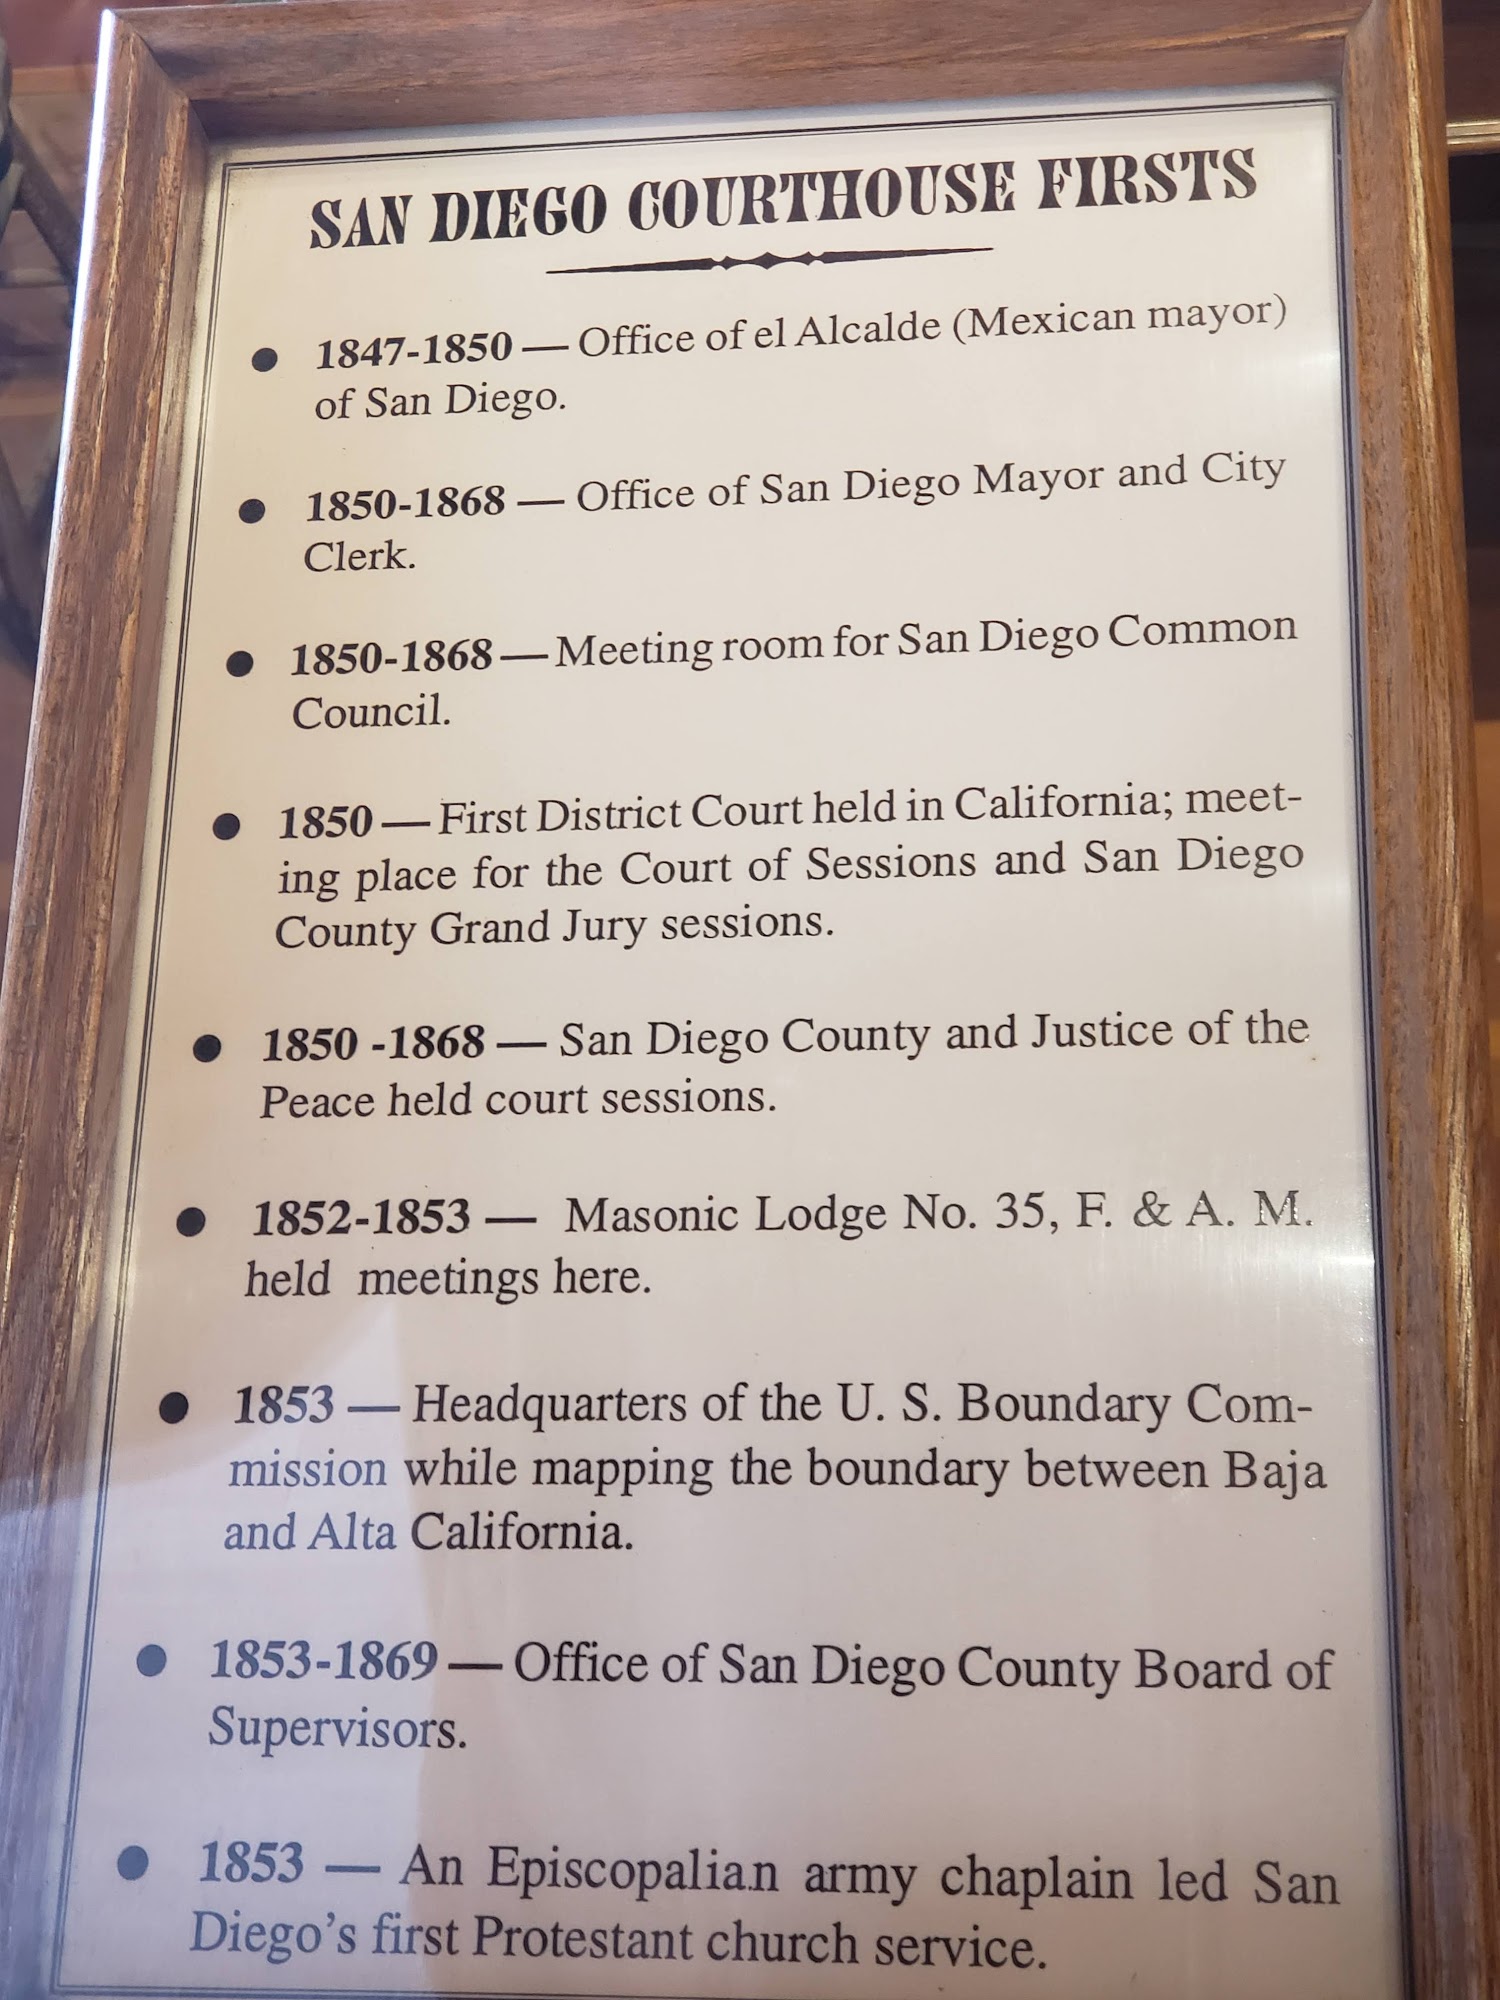 SAN DIEGO COURTHOUSE FIRSTS
● 1847-1850 — Office of el Alcalde (Mexican mayor)
of San Diego.
● 1850-1868 — Office of San Diego Mayor and City
Clerk.
● 1850-1868 — Meeting room for San Diego Common
Council.
● 1850 — First District Court held in California; meet-
ing place for the Court of Sessions and San Diego
County Grand Jury sessions.
● 1850 -1868 — San Diego County and Justice of the
Peace held court sessions.
● 1852-1853 — Masonic Lodge No. 35, F. & A. M.
held meetings here.
● 1853 — Headquarters of the U. S. Boundary Com-
mission while mapping the boundary between Baja
and Alta California.
● 1853-1869 — Office of San Diego County Board of
Supervisors.
● 1853 — An Episcopalian army chaplain led San
Diego's first Protestant church service.